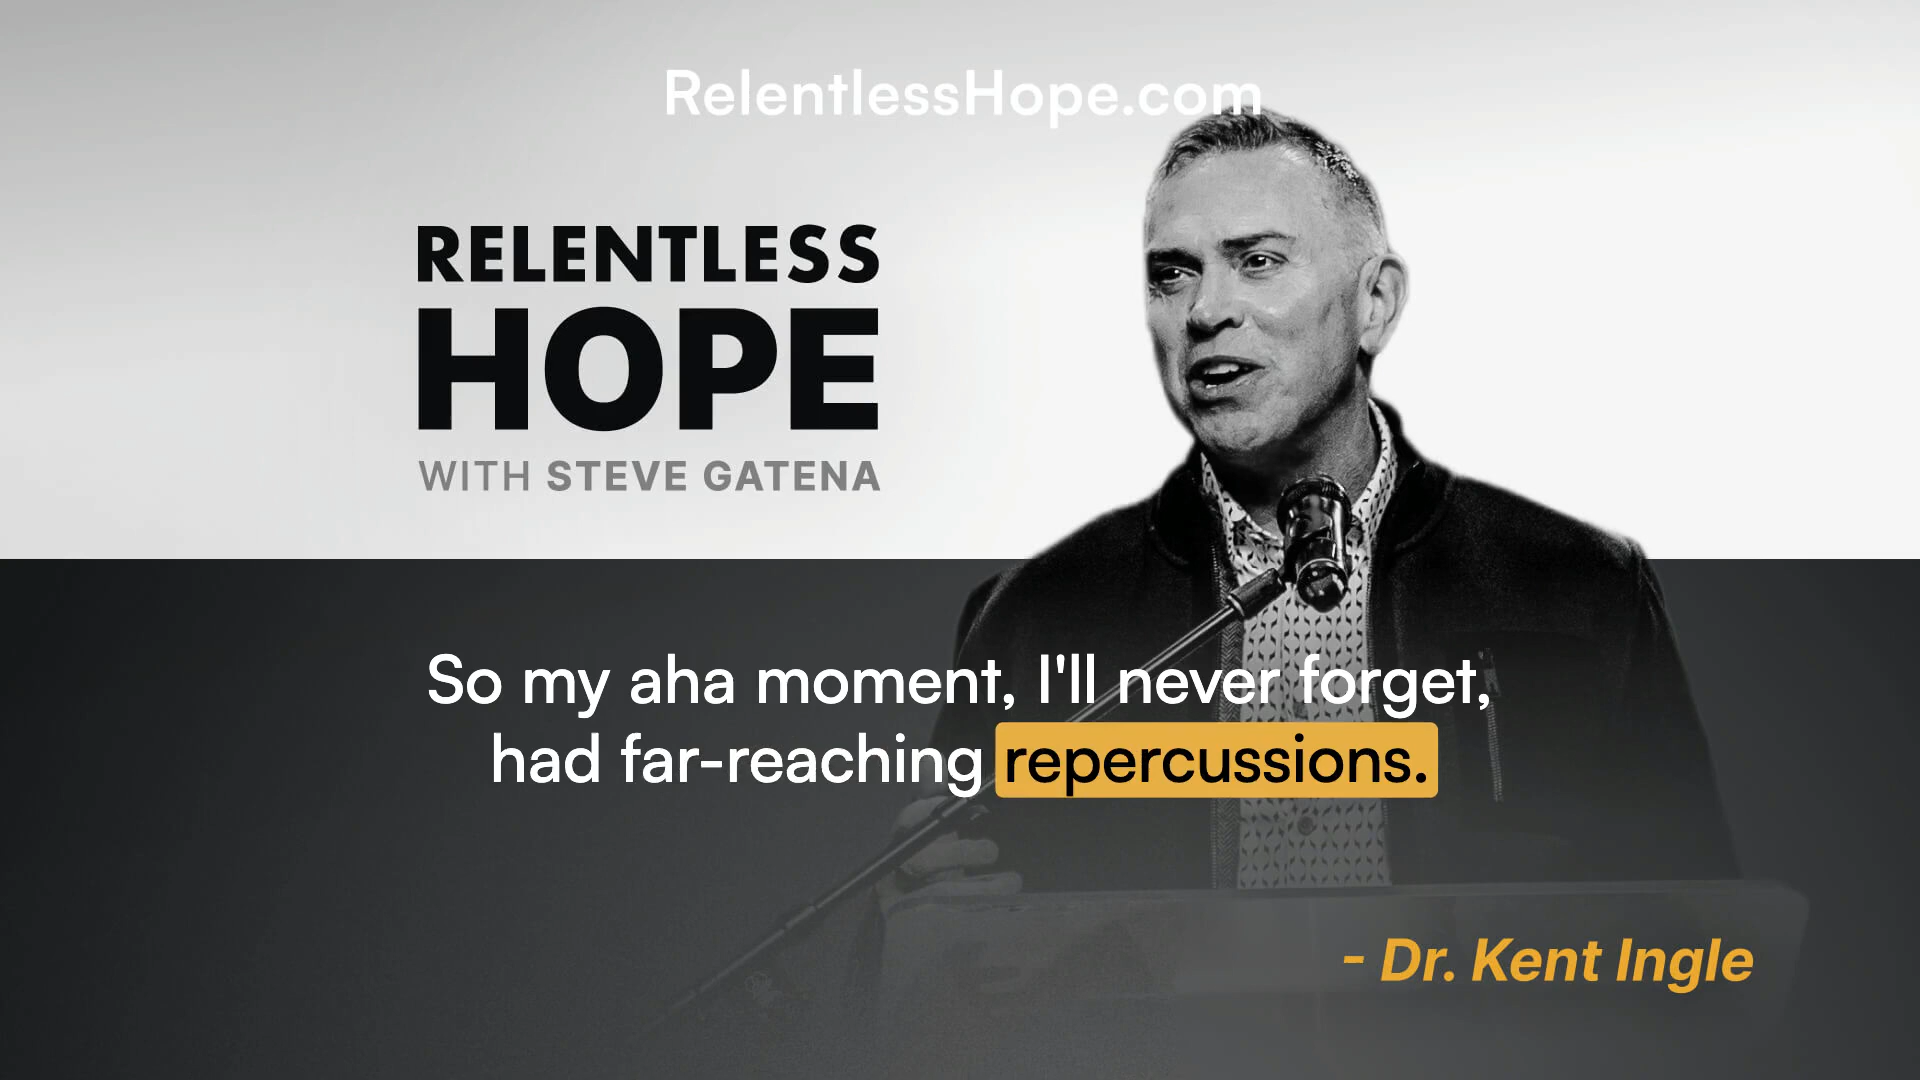 RelentlessHope.com
RELENTLESS
HOPE
WITH STEVE GATENA
So my aha moment, I'll never forget,
had far-reaching repercussions.
- Dr. Kent Ingle